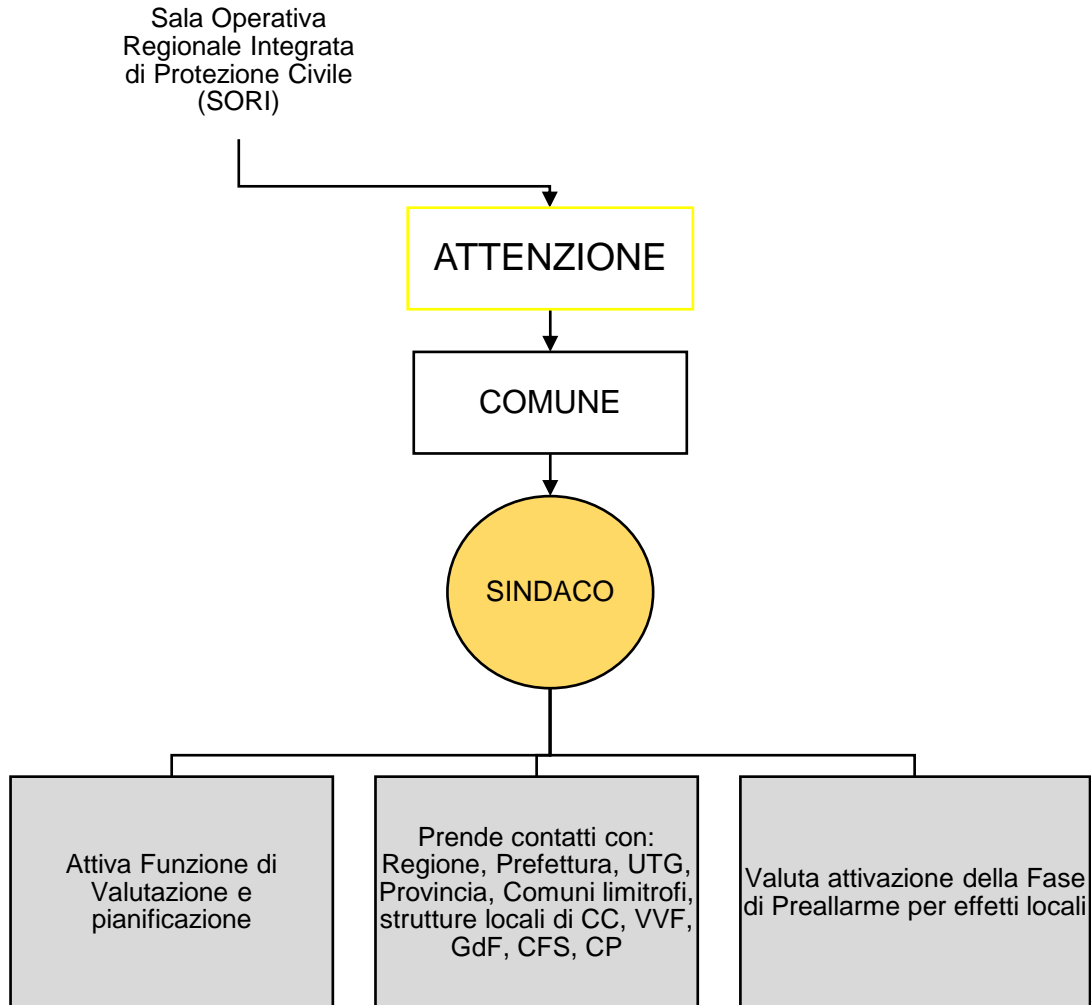 Sala Operativa
Regionale Integrata
di Protezione Civile
(SORI)
ATTENZIONE
COMUNE
SINDACO
Attiva Funzione di
Valutazione e
pianificazione
Prende contatti con:
Regione, Prefettura, UTG,
Provincia, Comuni limitrofi,
strutture locali di CC, VVF,
GdF, CFS, CP
Valuta attivazione della Fase
di Preallarme per effetti locali